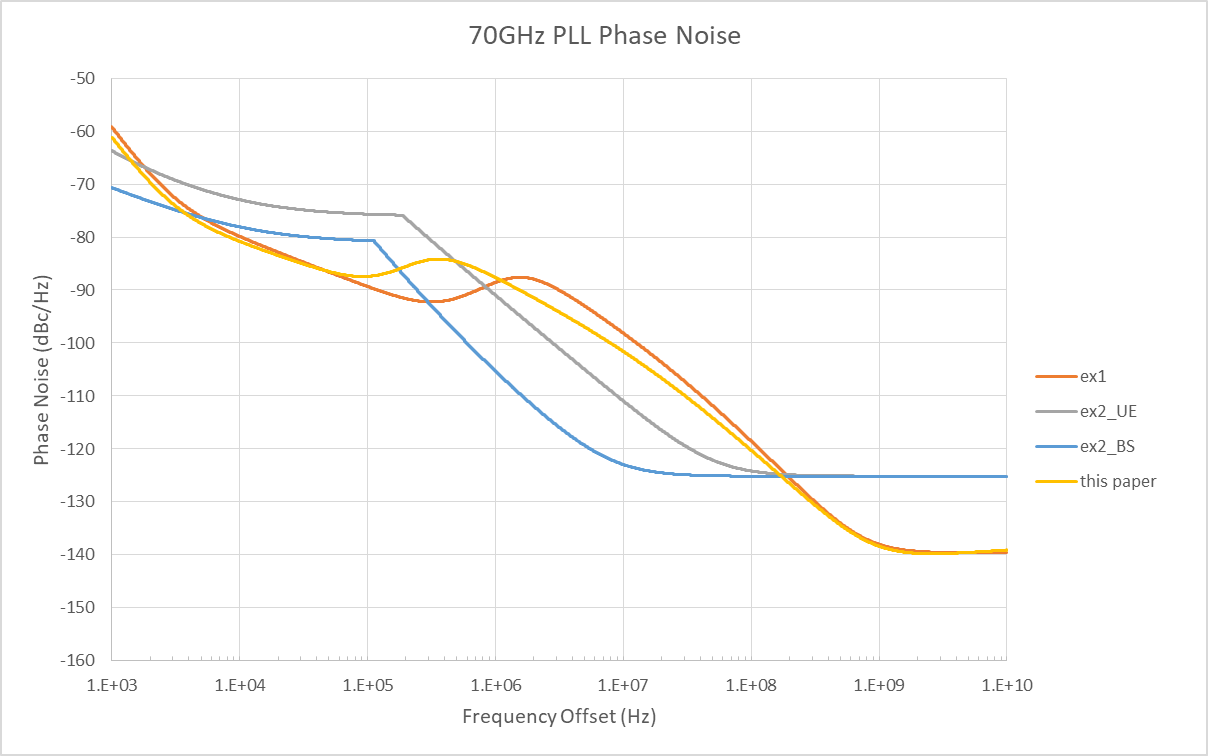 70GHz PLL Phase Noise
Phase Noise (dBc/Hz)
-50
-60
-70
-80
-90
-100
-110
-120
-130
-140
-150
-160
1.E+03 1.E+04 1.E+05 1.E+06 1.E+07 1.E+08 1.E+09 1.E+10
Frequency Offset (Hz)
ex1
ex2_UE
ex2_BS
this paper